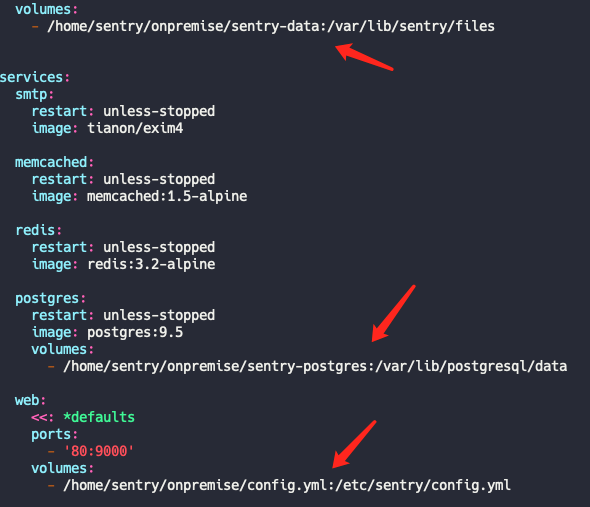 volumes:
- /home/sentry/onpremise/sentry-data:/var/lib/sentry/files
services:
smtp:
restart: unless-stopped
image: tianon/exim4
memcached:
restart: unless-stopped
image: memcached:1.5-alpine
redis:
restart: unless-stopped
image: redis:3.2-alpine
postgres:
restart: unless-stopped
image: postgres:9.5
volumes:
- /home/sentry/onpremise/sentry-postgres:/var/lib/postgresql/data
web:
<<: *defaults
ports:
- '80:9000'
volumes:
- /home/sentry/onpremise/config.yml:/etc/sentry/config.yml